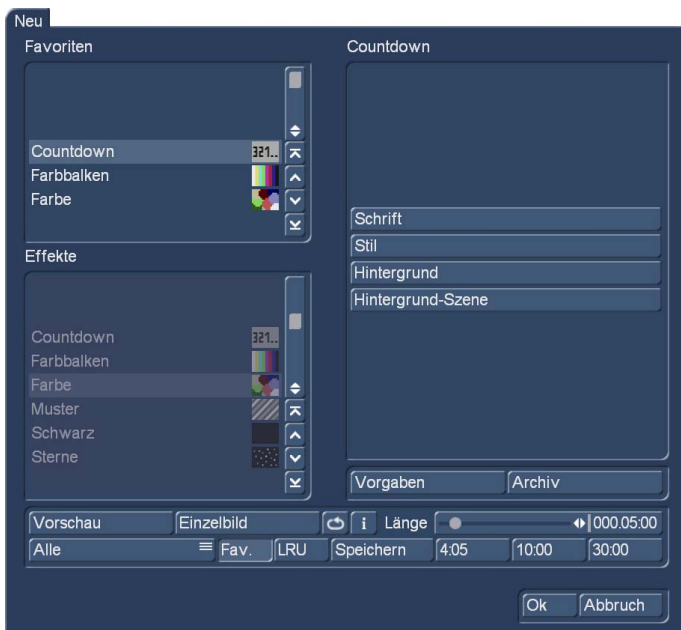 Neu
Favoriten
Countdown
Countdown 321..
Farbbalken
Farbe
Effekte
Countdown 321..
Farbbalken
Farbe
Muster
Schwarz
Sterne
Schrift
Stil
Hintergrund
Hintergrund-Szene
Vorgaben Archiv
Vorschau Einzelbild i Länge 000.05:00
Alle Fav. LRU Speichern 4:05 10:00 30:00
Ok Abbruch